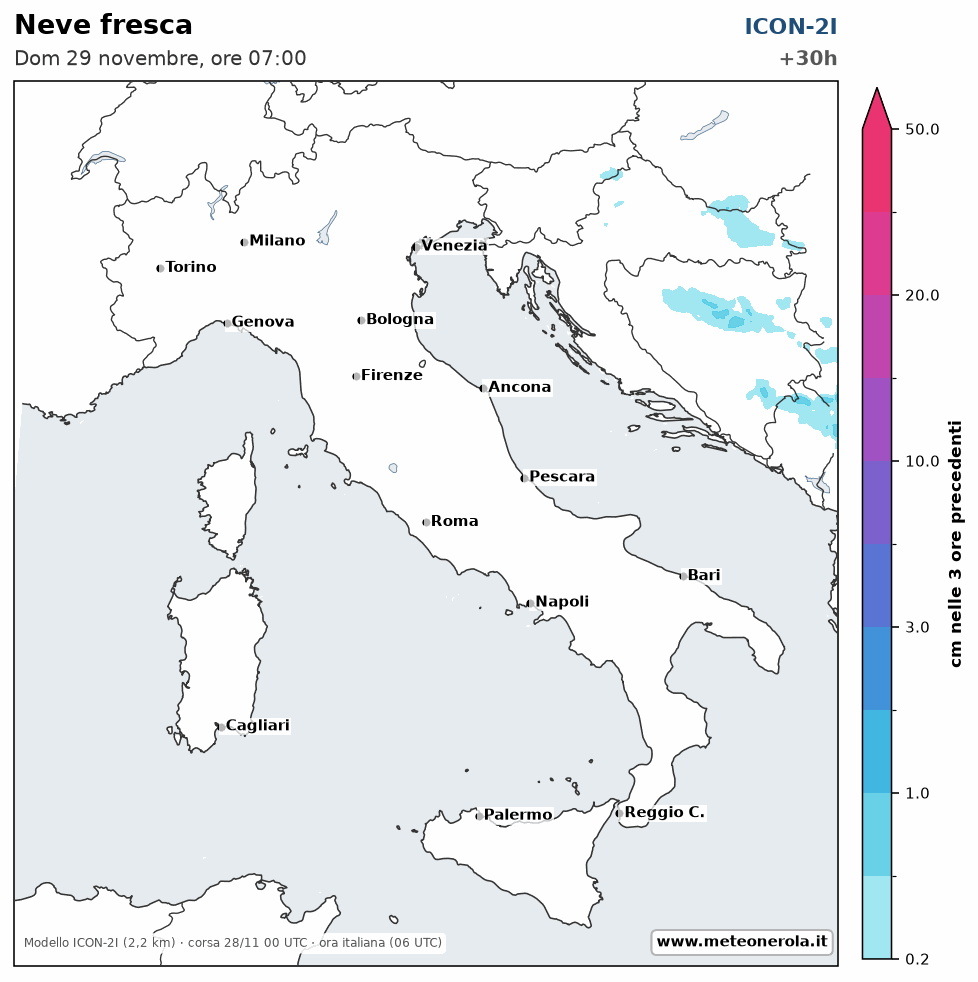 Neve fresca
ICON-2I
Dom 29 novembre, ore 07:00
+30h
50.0
20.0
10.0
3.0
1.0
0.2
cm nelle 3 ore precedenti
Milano
Venezia
Torino
Genova
Bologna
Firenze
Ancona
Pescara
Roma
Bari
Napoli
Cagliari
Palermo
Reggio C.
Modello ICON-2I (2,2 km) · corsa 28/11 00 UTC · ora italiana (06 UTC)
www.meteonerola.it